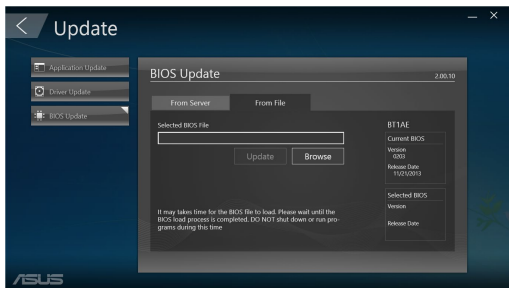 Update
Application Update
Driver Update
BIOS Update
BIOS Update
2.00.10
From Server
From File
Selected BIOS File
Update
Browse
It may takes time for the BIOS file to load. Please wait until the
BIOS load process is completed. DO NOT shut down or run pro-
grams during this time
BT1AE
Current BIOS
Version
0203
Release Date
11/21/2013
Selected BIOS
Version
Release Date
ASUS